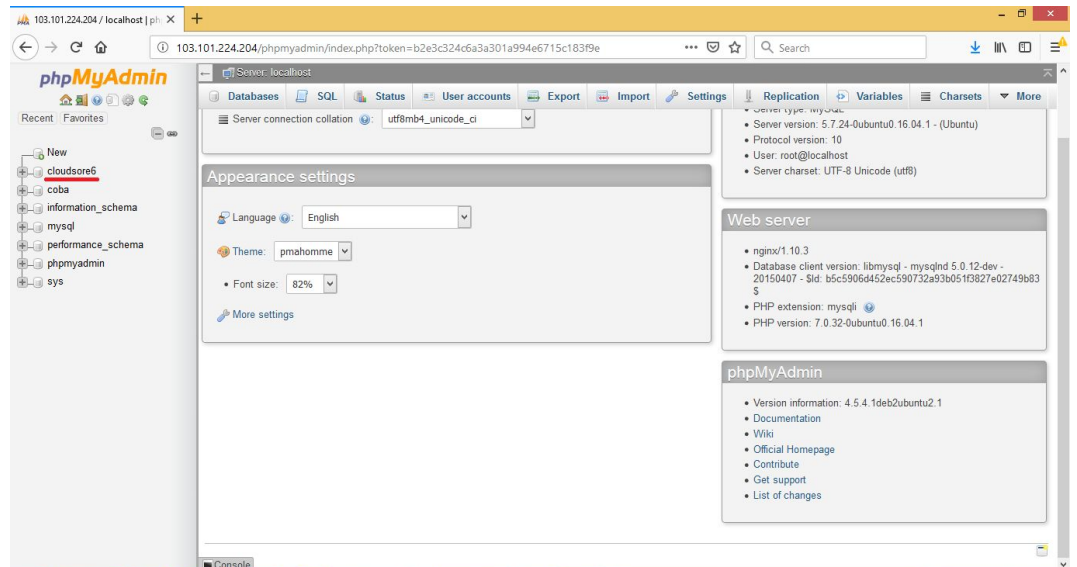 103.101.224.204 / localhost | ph
103.101.224.204/phpmyadmin/index.php?token=b2e3c324c6a3a301a994e6715c183f9e
Search
phpMyAdmin
Recent Favorites
New
cloudsore6
coba
information_schema
mysql
performance_schema
phpmyadmin
sys
Server: localhost
Databases SQL Status User accounts Export Import Settings Replication Variables Charsets More
Server connection collation : utf8mb4_unicode_ci
Appearance settings
Language : English
Theme: pmahomme
• Font size: 82%
More settings
• Server type: MySQL
• Server version: 5.7.24-0ubuntu0.16.04.1 - (Ubuntu)
• Protocol version: 10
• User: root@localhost
• Server charset: UTF-8 Unicode (utf8)
Web server
• nginx/1.10.3
• Database client version: libmysql - mysqlnd 5.0.12-dev -
20150407 - $Id: b5c5906d452ec590732a93b051f3827e02749b83
$
• PHP extension: mysqli
• PHP version: 7.0.32-0ubuntu0.16.04.1
phpMyAdmin
• Version information: 4.5.4.1deb2ubuntu2.1
• Documentation
• Wiki
• Official Homepage
• Contribute
• Get support
• List of changes
Console